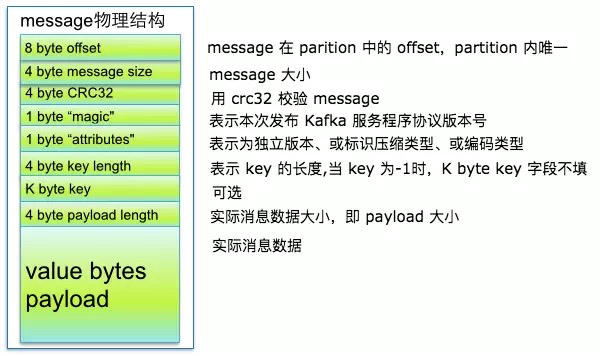 message物理结构
8 byte offset
message 在 parition 中的 offset，partition 内唯一
4 byte message size
message 大小
4 byte CRC32
用 crc32 校验 message
1 byte “magic"
表示本次发布 Kafka 服务程序协议版本号
1 byte “attributes"
表示为独立版本、或标识压缩类型、或编码类型
4 byte key length
表示 key 的长度,当 key 为-1时，K byte key 字段不填
K byte key
可选
4 byte payload length
实际消息数据大小，即 payload 大小
value bytes
payload
实际消息数据